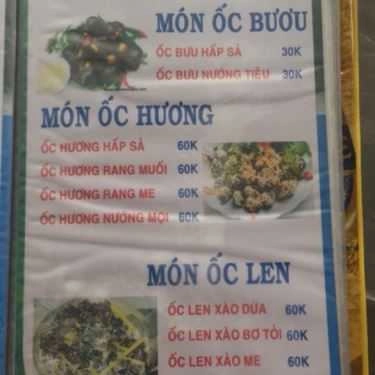 MÓN ỐC BƯƠU
ỐC BƯU HẤP SẢ 30K
ỐC BƯU NƯỚNG TIÊU 30K
MÓN ỐC HƯƠNG
ỐC HƯƠNG HẤP SẢ 60K
ỐC HƯƠNG RANG MUỐI 60K
ỐC HƯƠNG RANG ME 60K
ỐC HƯƠNG NƯỚNG MỌI 60K
MÓN ỐC LEN
ỐC LEN XÀO DỪA 60K
ỐC LEN XÀO BƠ TỎI 60K
ỐC LEN XÀO ME 60K